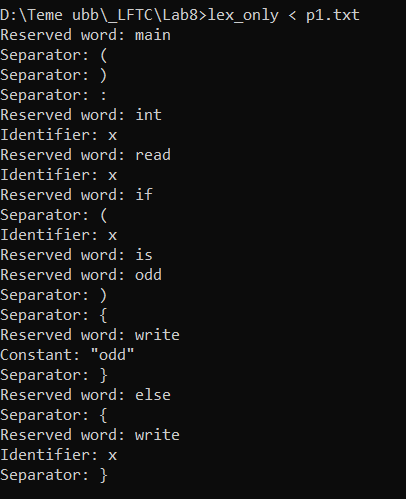 D:\Teme ubb\_LFTC\Lab8>lex_only < p1.txt
Reserved word: main
Separator: (
Separator: )
Separator: :
Reserved word: int
Identifier: x
Reserved word: read
Identifier: x
Reserved word: if
Separator: (
Identifier: x
Reserved word: is
Reserved word: odd
Separator: )
Separator: {
Reserved word: write
Constant: "odd"
Separator: }
Reserved word: else
Separator: {
Reserved word: write
Identifier: x
Separator: }